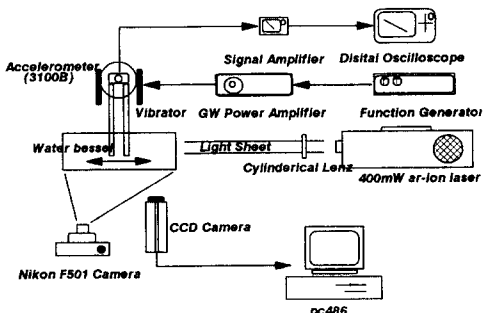 Signal Amplifier
Disital Oscilloscope
Accelerometer
(3100B)
Vibrator
GW Power Amplifier
Function Generator
Water besser
Light Sheet
Cylinderical Lenz
400mW ar-ion laser
CCD Camera
Nikon F501 Camera
pc486